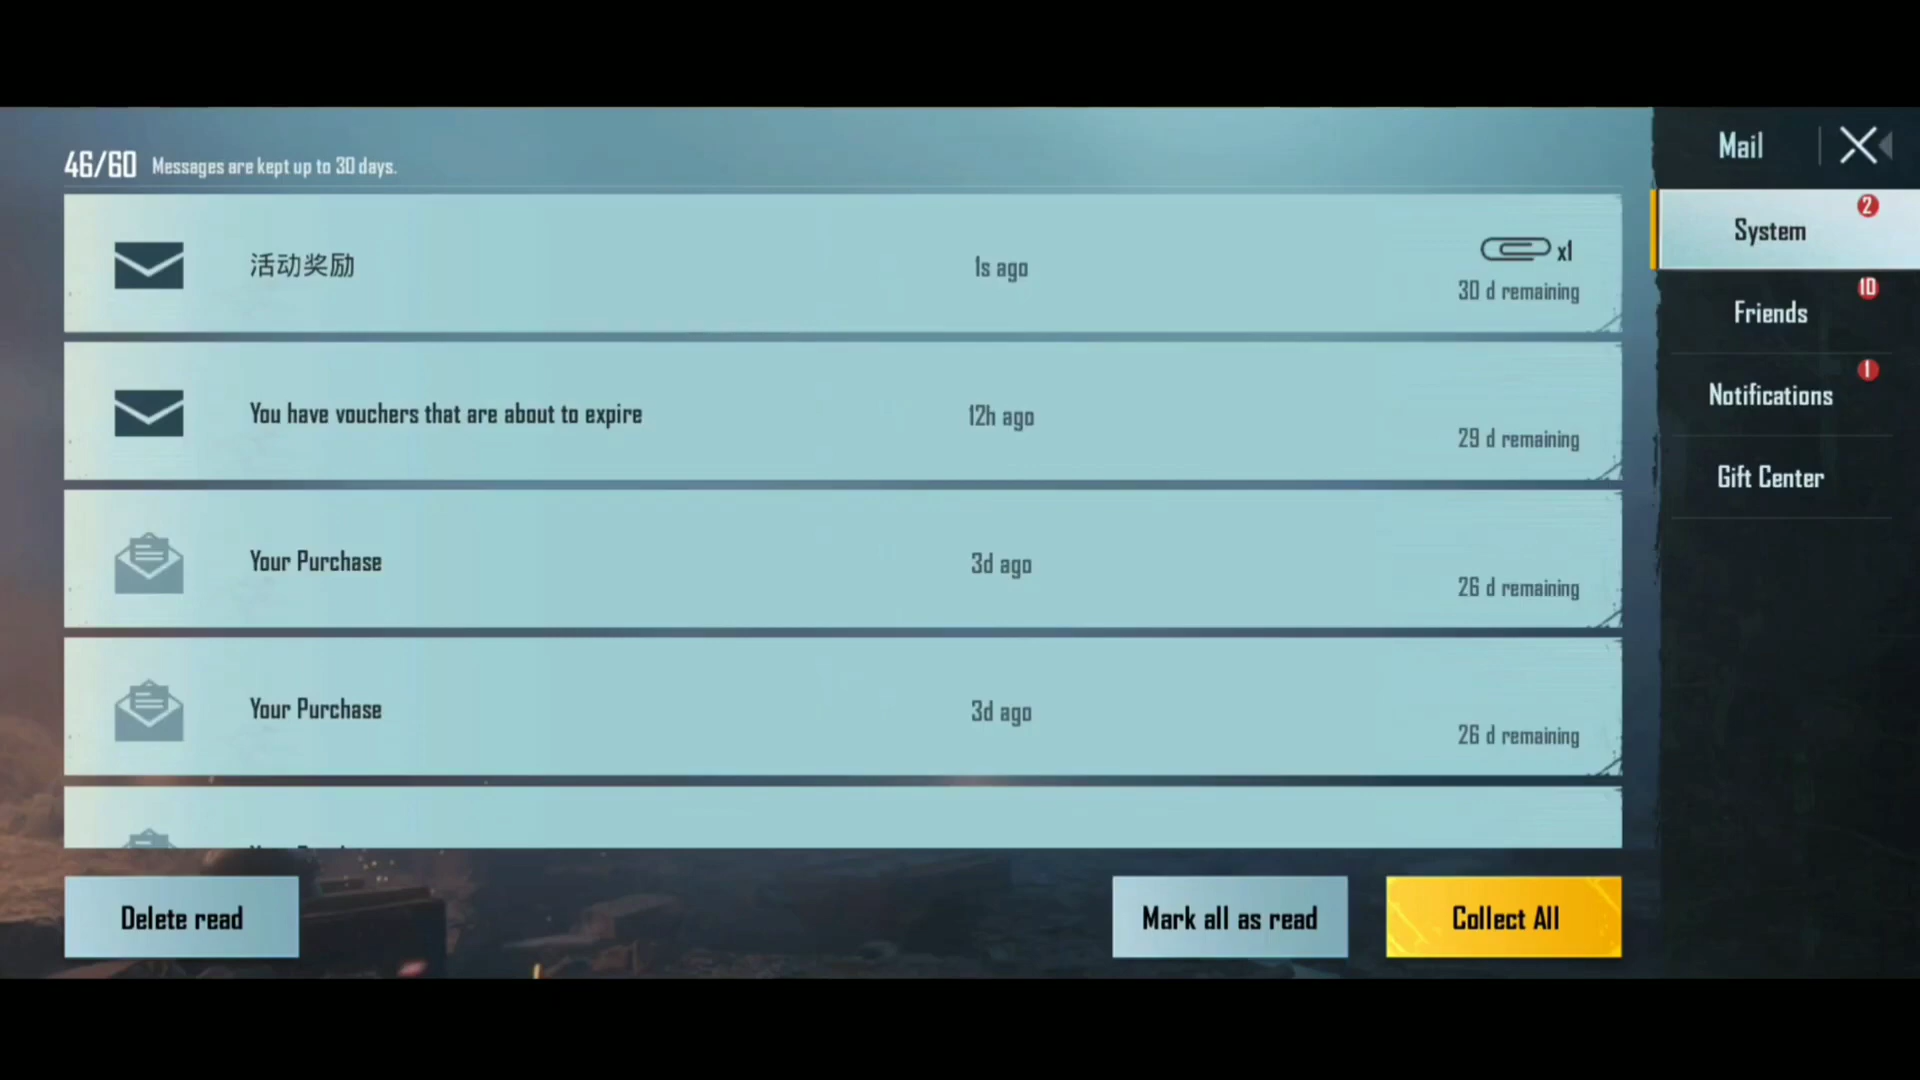 46/60 Messages are kept up to 30 days.
Mail
活动奖励
1s ago
x1
30 d remaining
You have vouchers that are about to expire
12h ago
29 d remaining
Your Purchase
3d ago
26 d remaining
Your Purchase
3d ago
26 d remaining
Delete read
Mark all as read
Collect All
System
2
Friends
10
Notifications
1
Gift Center